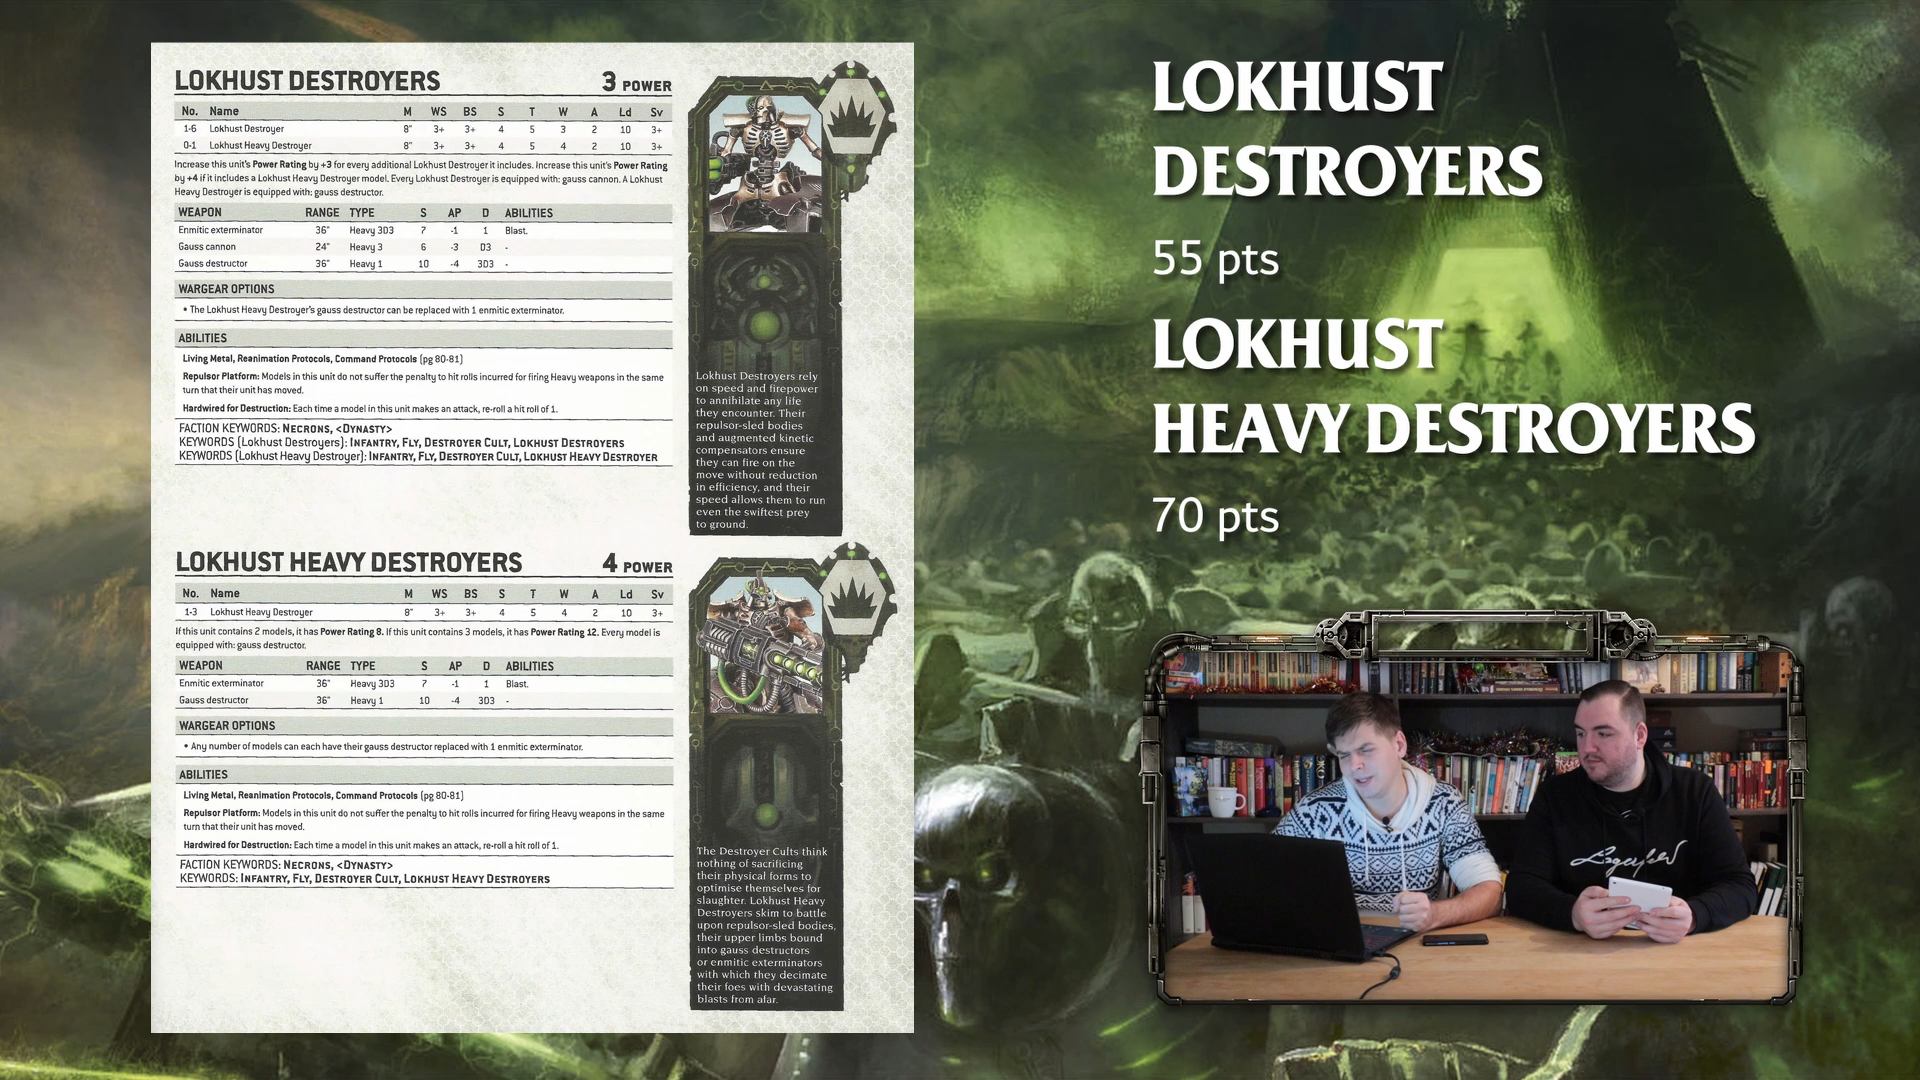 LOKHUST DESTROYERS
3 POWER
No. Name M WS BS S T W A Ld Sv
1-6 Lokhust Destroyer 8" 3+ 3+ 4 5 3 2 10 3+
0-1 Lokhust Heavy Destroyer 8" 3+ 3+ 4 5 4 2 10 3+
Increase this unit's Power Rating by +3 for every additional Lokhust Destroyer it includes. Increase this unit's Power Rating
by +4 if it includes a Lokhust Heavy Destroyer model. Every Lokhust Destroyer is equipped with: gauss cannon. A Lokhust
Heavy Destroyer is equipped with: gauss destructor.
WEAPON RANGE TYPE S AP D ABILITIES
Enmitic exterminator 36" Heavy 3D3 7 -1 1 Blast.
Gauss cannon 24" Heavy 3 6 -3 D3 -
Gauss destructor 36" Heavy 1 10 -4 3D3 -
WARGEAR OPTIONS
• The Lokhust Heavy Destroyer's gauss destructor can be replaced with 1 enmitic exterminator.
ABILITIES
Living Metal, Reanimation Protocols, Command Protocols (pg 80-81)
Repulsor Platform: Models in this unit do not suffer the penalty to hit rolls incurred for firing Heavy weapons in the same
turn that their unit has moved.
Hardwired for Destruction: Each time a model in this unit makes an attack, re-roll a hit roll of 1.
FACTION KEYWORDS: NECRONS, <DYNASTY>
KEYWORDS (Lokhust Destroyers): INFANTRY, FLY, DESTROYER CULT, LOKHUST DESTROYERS
KEYWORDS (Lokhust Heavy Destroyer): INFANTRY, FLY, DESTROYER CULT, LOKHUST HEAVY DESTROYER
Lokhust Destroyers rely
on speed and firepower
to annihilate any life
they encounter. Their
repulsor-sled bodies
and augmented kinetic
compensators ensure
they can fire on the
move without reduction
in efficiency, and their
speed allows them to run
even the swiftest prey
to ground.
LOKHUST HEAVY DESTROYERS
4 POWER
No. Name M WS BS S T W A Ld Sv
1-3 Lokhust Heavy Destroyer 8" 3+ 3+ 4 5 4 2 10 3+
If this unit contains 2 models, it has Power Rating 8. If this unit contains 3 models, it has Power Rating 12. Every model is
equipped with: gauss destructor.
WEAPON RANGE TYPE S AP D ABILITIES
Enmitic exterminator 36" Heavy 3D3 7 -1 1 Blast.
Gauss destructor 36" Heavy 1 10 -4 3D3 -
WARGEAR OPTIONS
• Any number of models can each have their gauss destructor replaced with 1 enmitic exterminator.
ABILITIES
Living Metal, Reanimation Protocols, Command Protocols (pg 80-81)
Repulsor Platform: Models in this unit do not suffer the penalty to hit rolls incurred for firing Heavy weapons in the same
turn that their unit has moved.
Hardwired for Destruction: Each time a model in this unit makes an attack, re-roll a hit roll of 1.
FACTION KEYWORDS: NECRONS, <DYNASTY>
KEYWORDS: INFANTRY, FLY, DESTROYER CULT, LOKHUST HEAVY DESTROYERS
The Destroyer Cults think
nothing of sacrificing
their physical forms to
optimise themselves for
slaughter. Lokhust Heavy
Destroyers skim to battle
upon repulsor-sled bodies,
their upper limbs bound
into gauss destructors
or enmitic exterminators
with which they decimate
their foes with devastating
blasts from afar.
LOKHUST
DESTROYERS
55 pts
LOKHUST
HEAVY DESTROYERS
70 pts